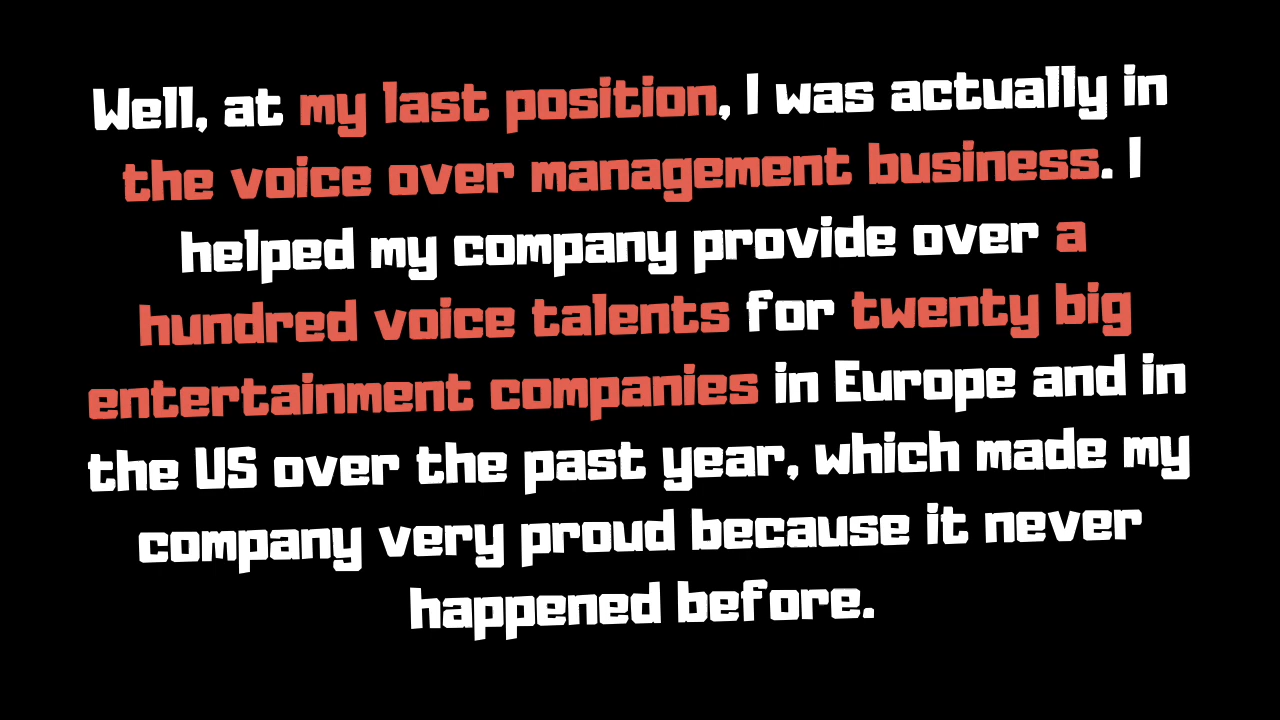 Well, at my last position, I was actually in
the voice over management business. I
helped my company provide over a
hundred voice talents for twenty big
entertainment companies in Europe and in
the US over the past year, which made my
company very proud because it never
happened before.